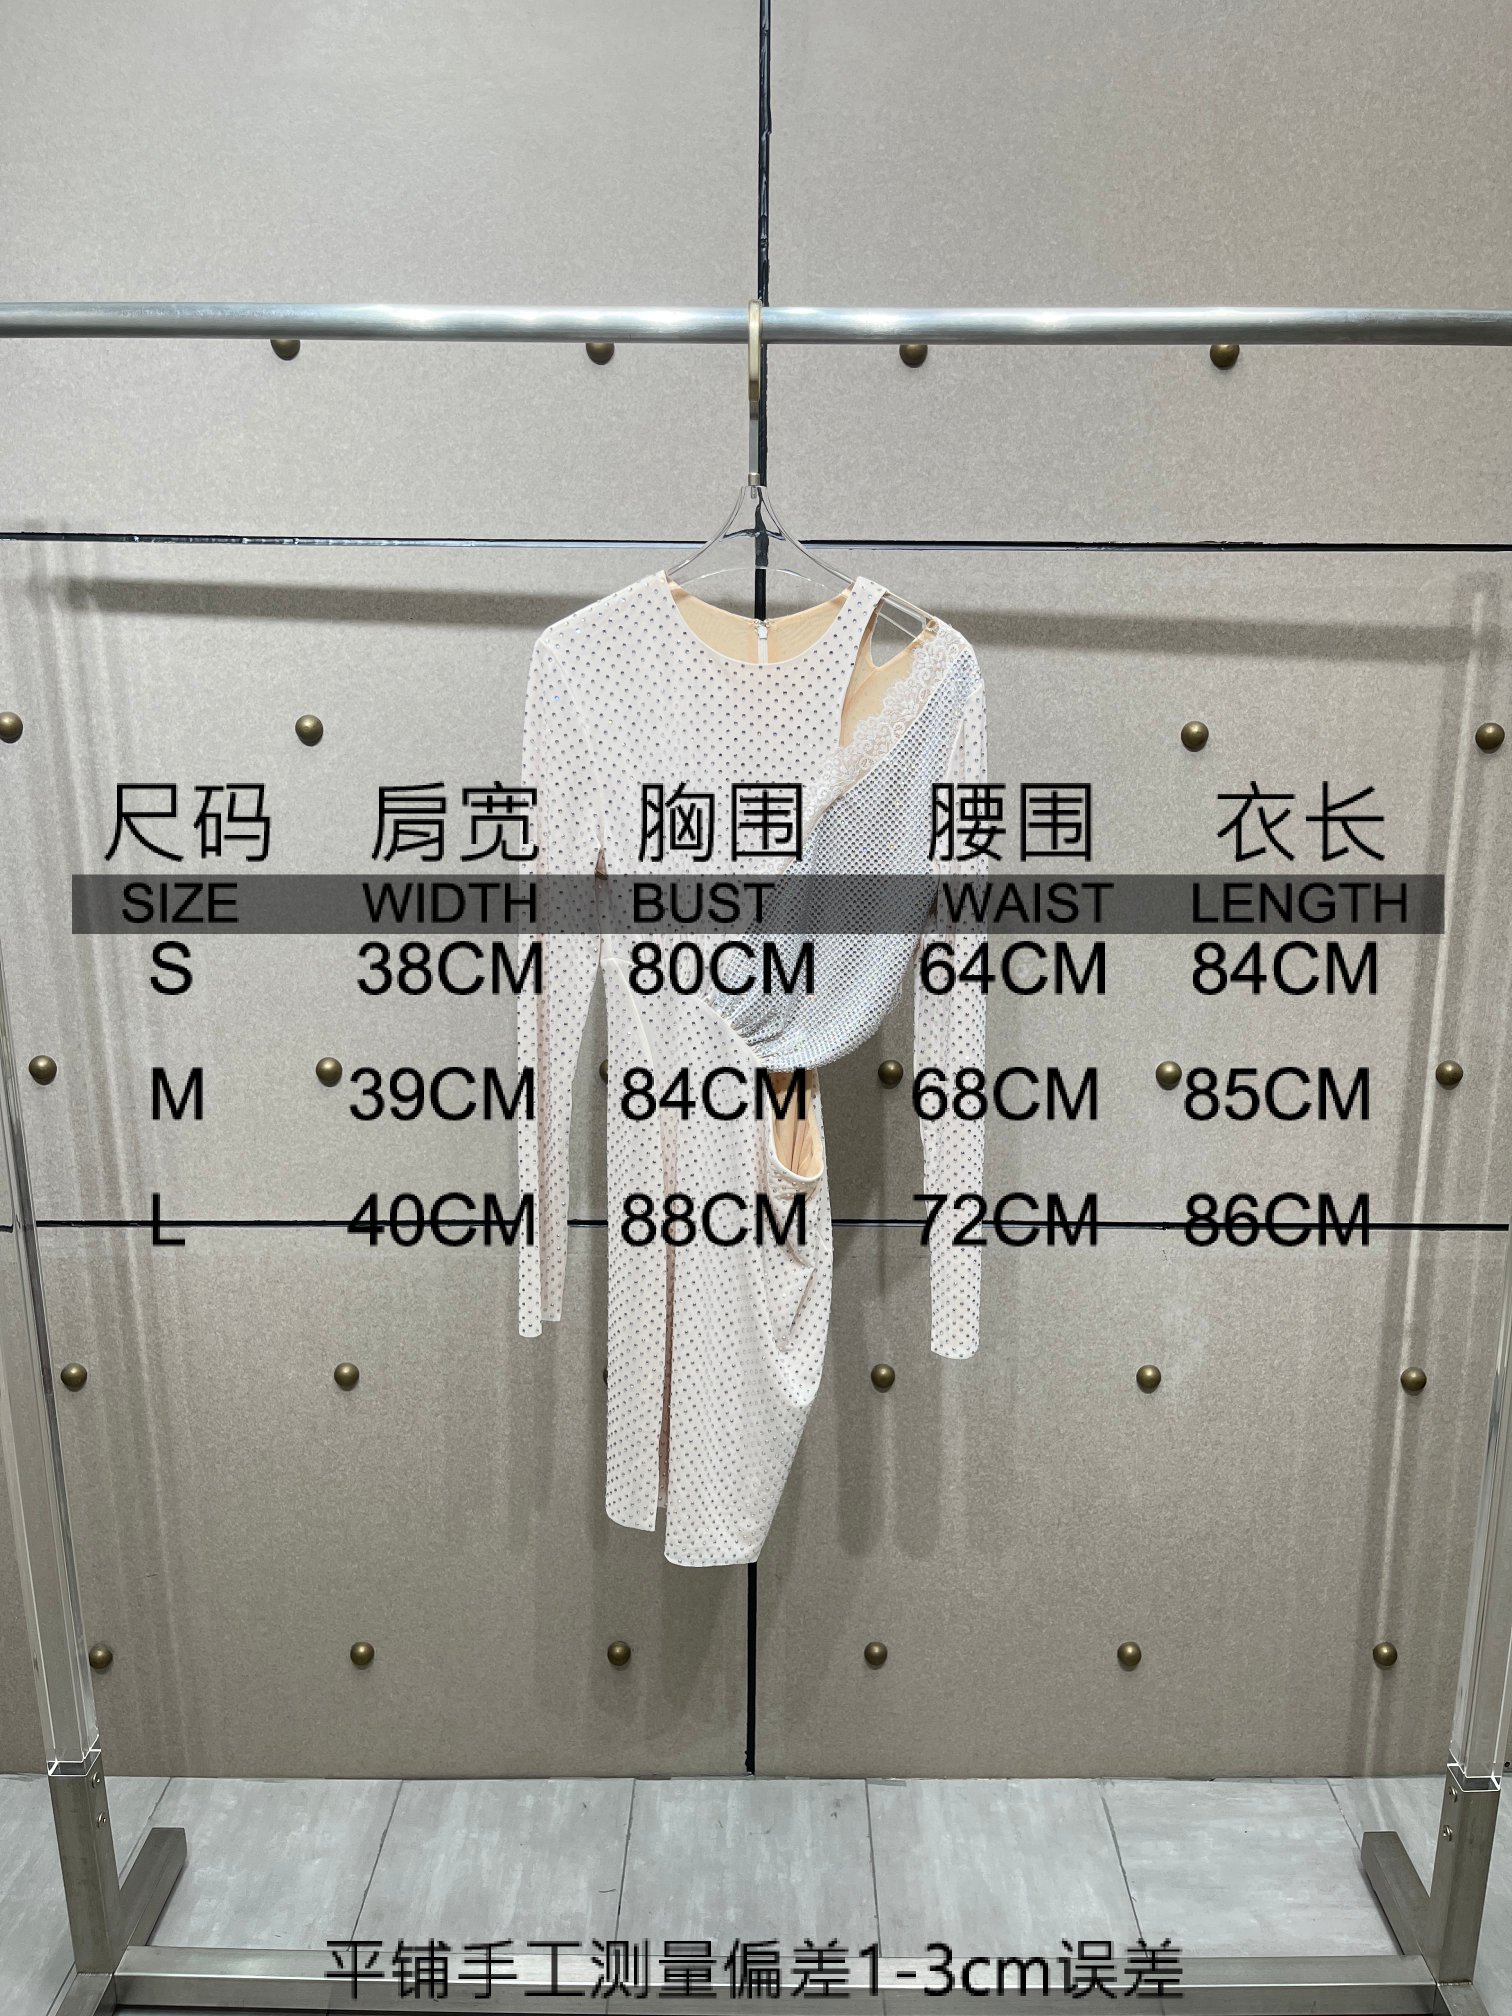 尺码 肩宽 胸围 腰围 衣长
SIZE WIDTH BUST WAIST LENGTH
S 38CM 80CM 64CM 84CM
M 39CM 84CM 68CM 85CM
L 40CM 88CM 72CM 86CM
平铺手工测量偏差1-3cm误差